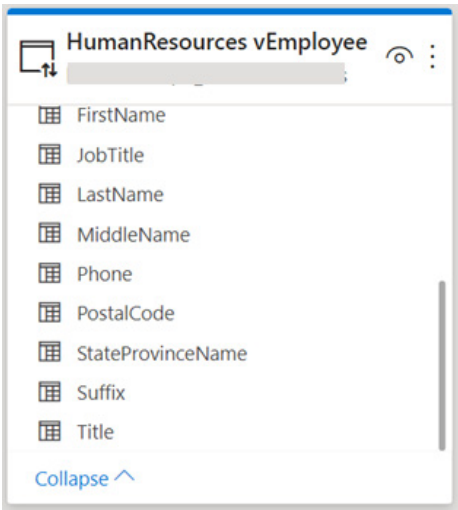 HumanResources vEmployee
FirstName
JobTitle
LastName
MiddleName
Phone
PostalCode
StateProvinceName
Suffix
Title
Collapse